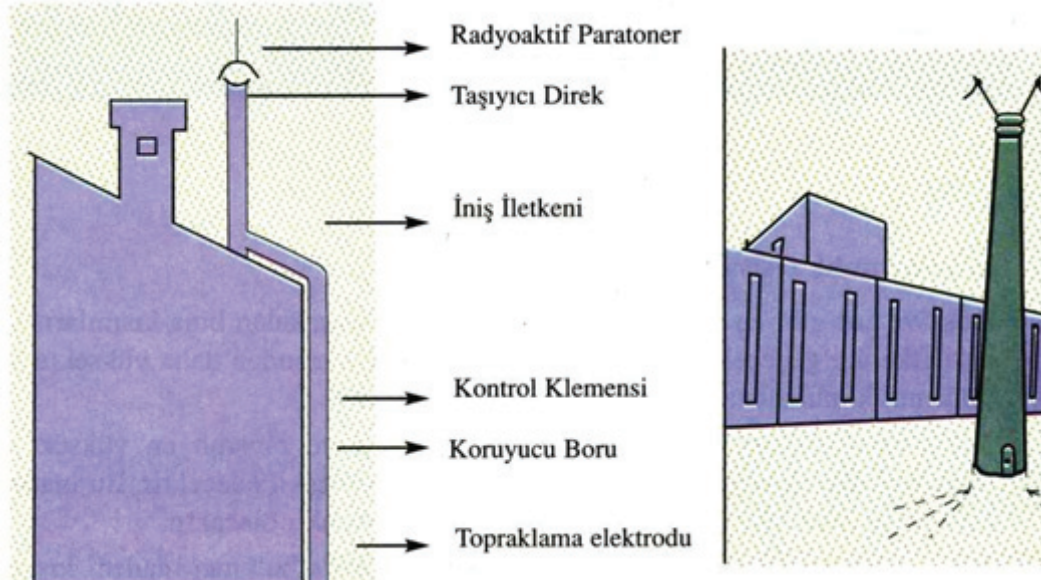 Radyoaktif Paratoner
Taşıyıcı Direk
İniş İletkeni
Kontrol Klemensi
Koruyucu Boru
Topraklama elektrodu